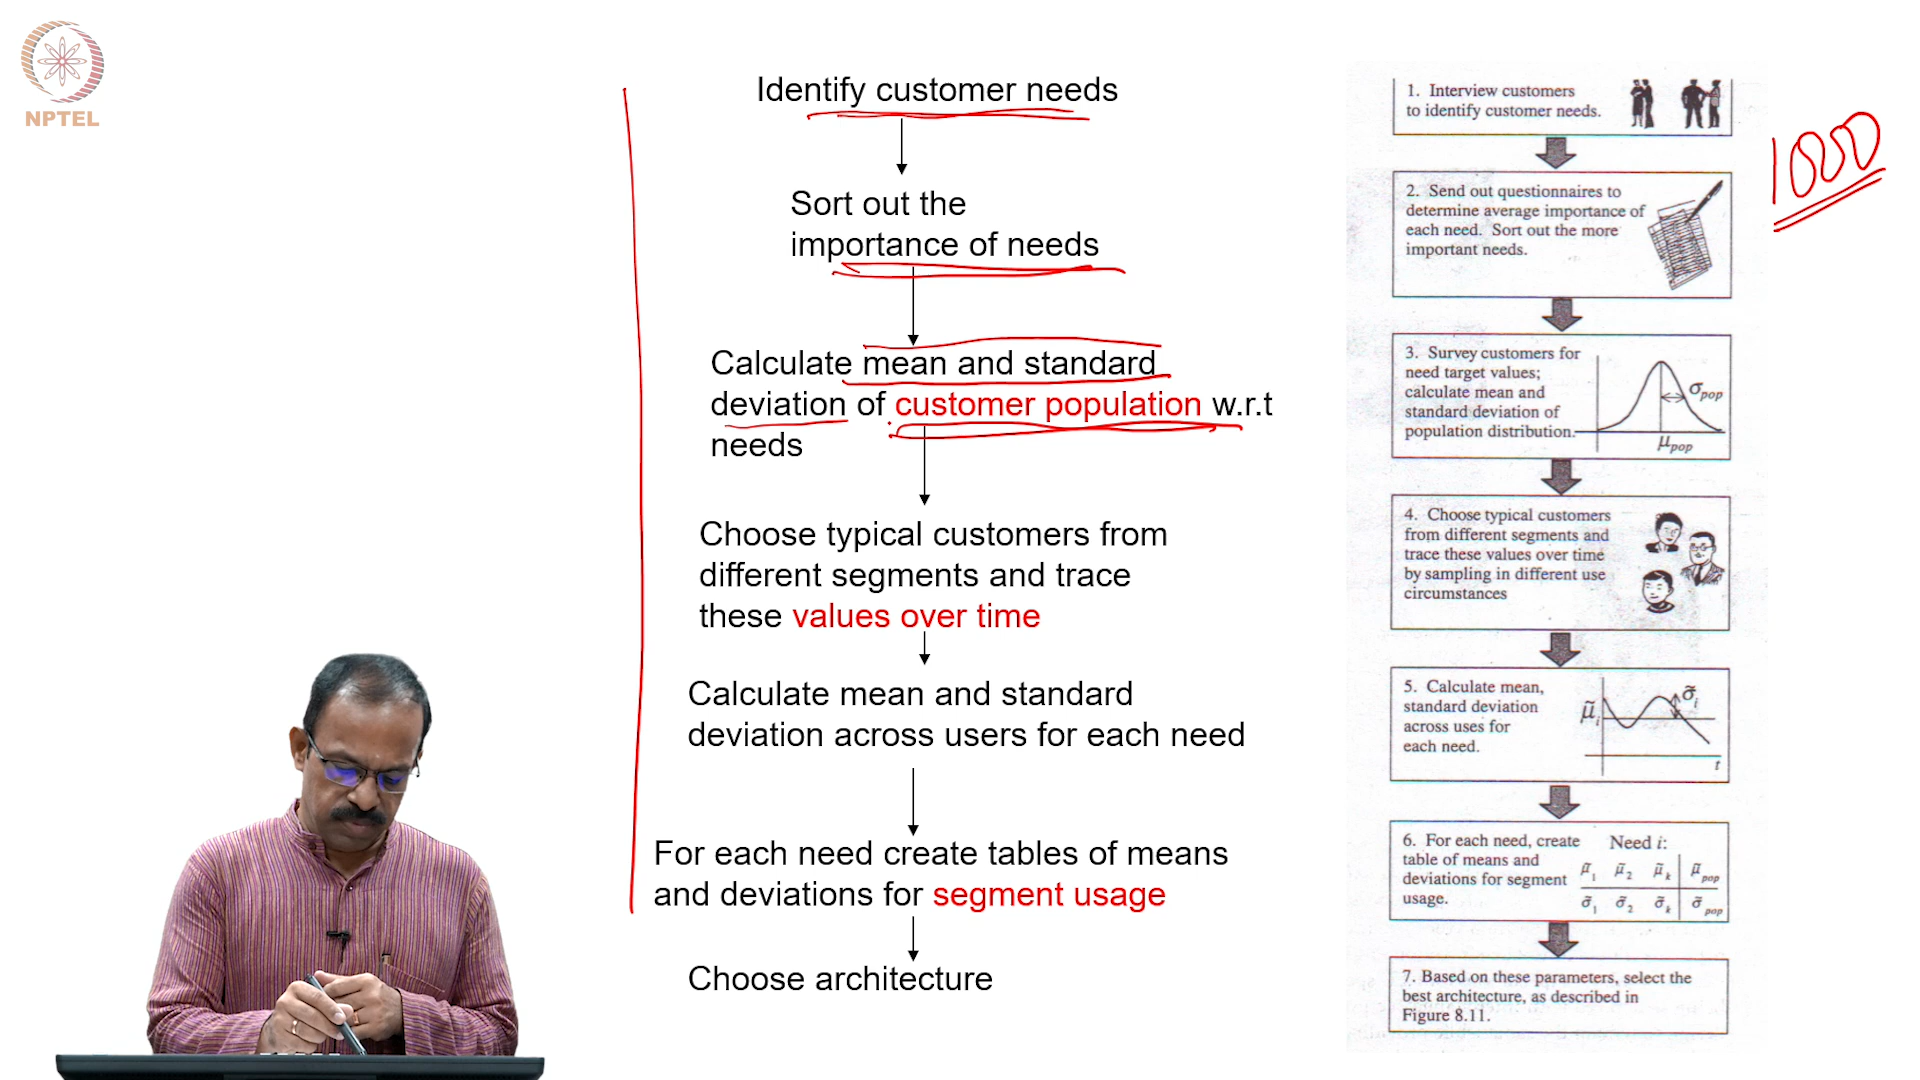 NPTEL
Identify customer needs
Sort out the
importance of needs
Calculate mean and standard
deviation of customer population w.r.t
needs
Choose typical customers from
different segments and trace
these values over time
Calculate mean and standard
deviation across users for each need
For each need create tables of means
and deviations for segment usage
Choose architecture
1. Interview customers
to identify customer needs.
1000
2. Send out questionnaires to
determine average importance of
each need. Sort out the more
important needs.
3. Survey customers for
need target values;
calculate mean and
standard deviation of
population distribution.
σpop
μpop
4. Choose typical customers
from different segments and
trace these values over time
by sampling in different use
circumstances
5. Calculate mean,
standard deviation
across uses for
each need.
μ̃i
σ̃i
t
6. For each need, create
table of means and
deviations for segment
usage.
Need i:
μ̃1 μ̃2 μ̃k μ̃pop
σ̃1 σ̃2 σ̃k σ̃pop
7. Based on these parameters, select the
best architecture, as described in
Figure 8.11.